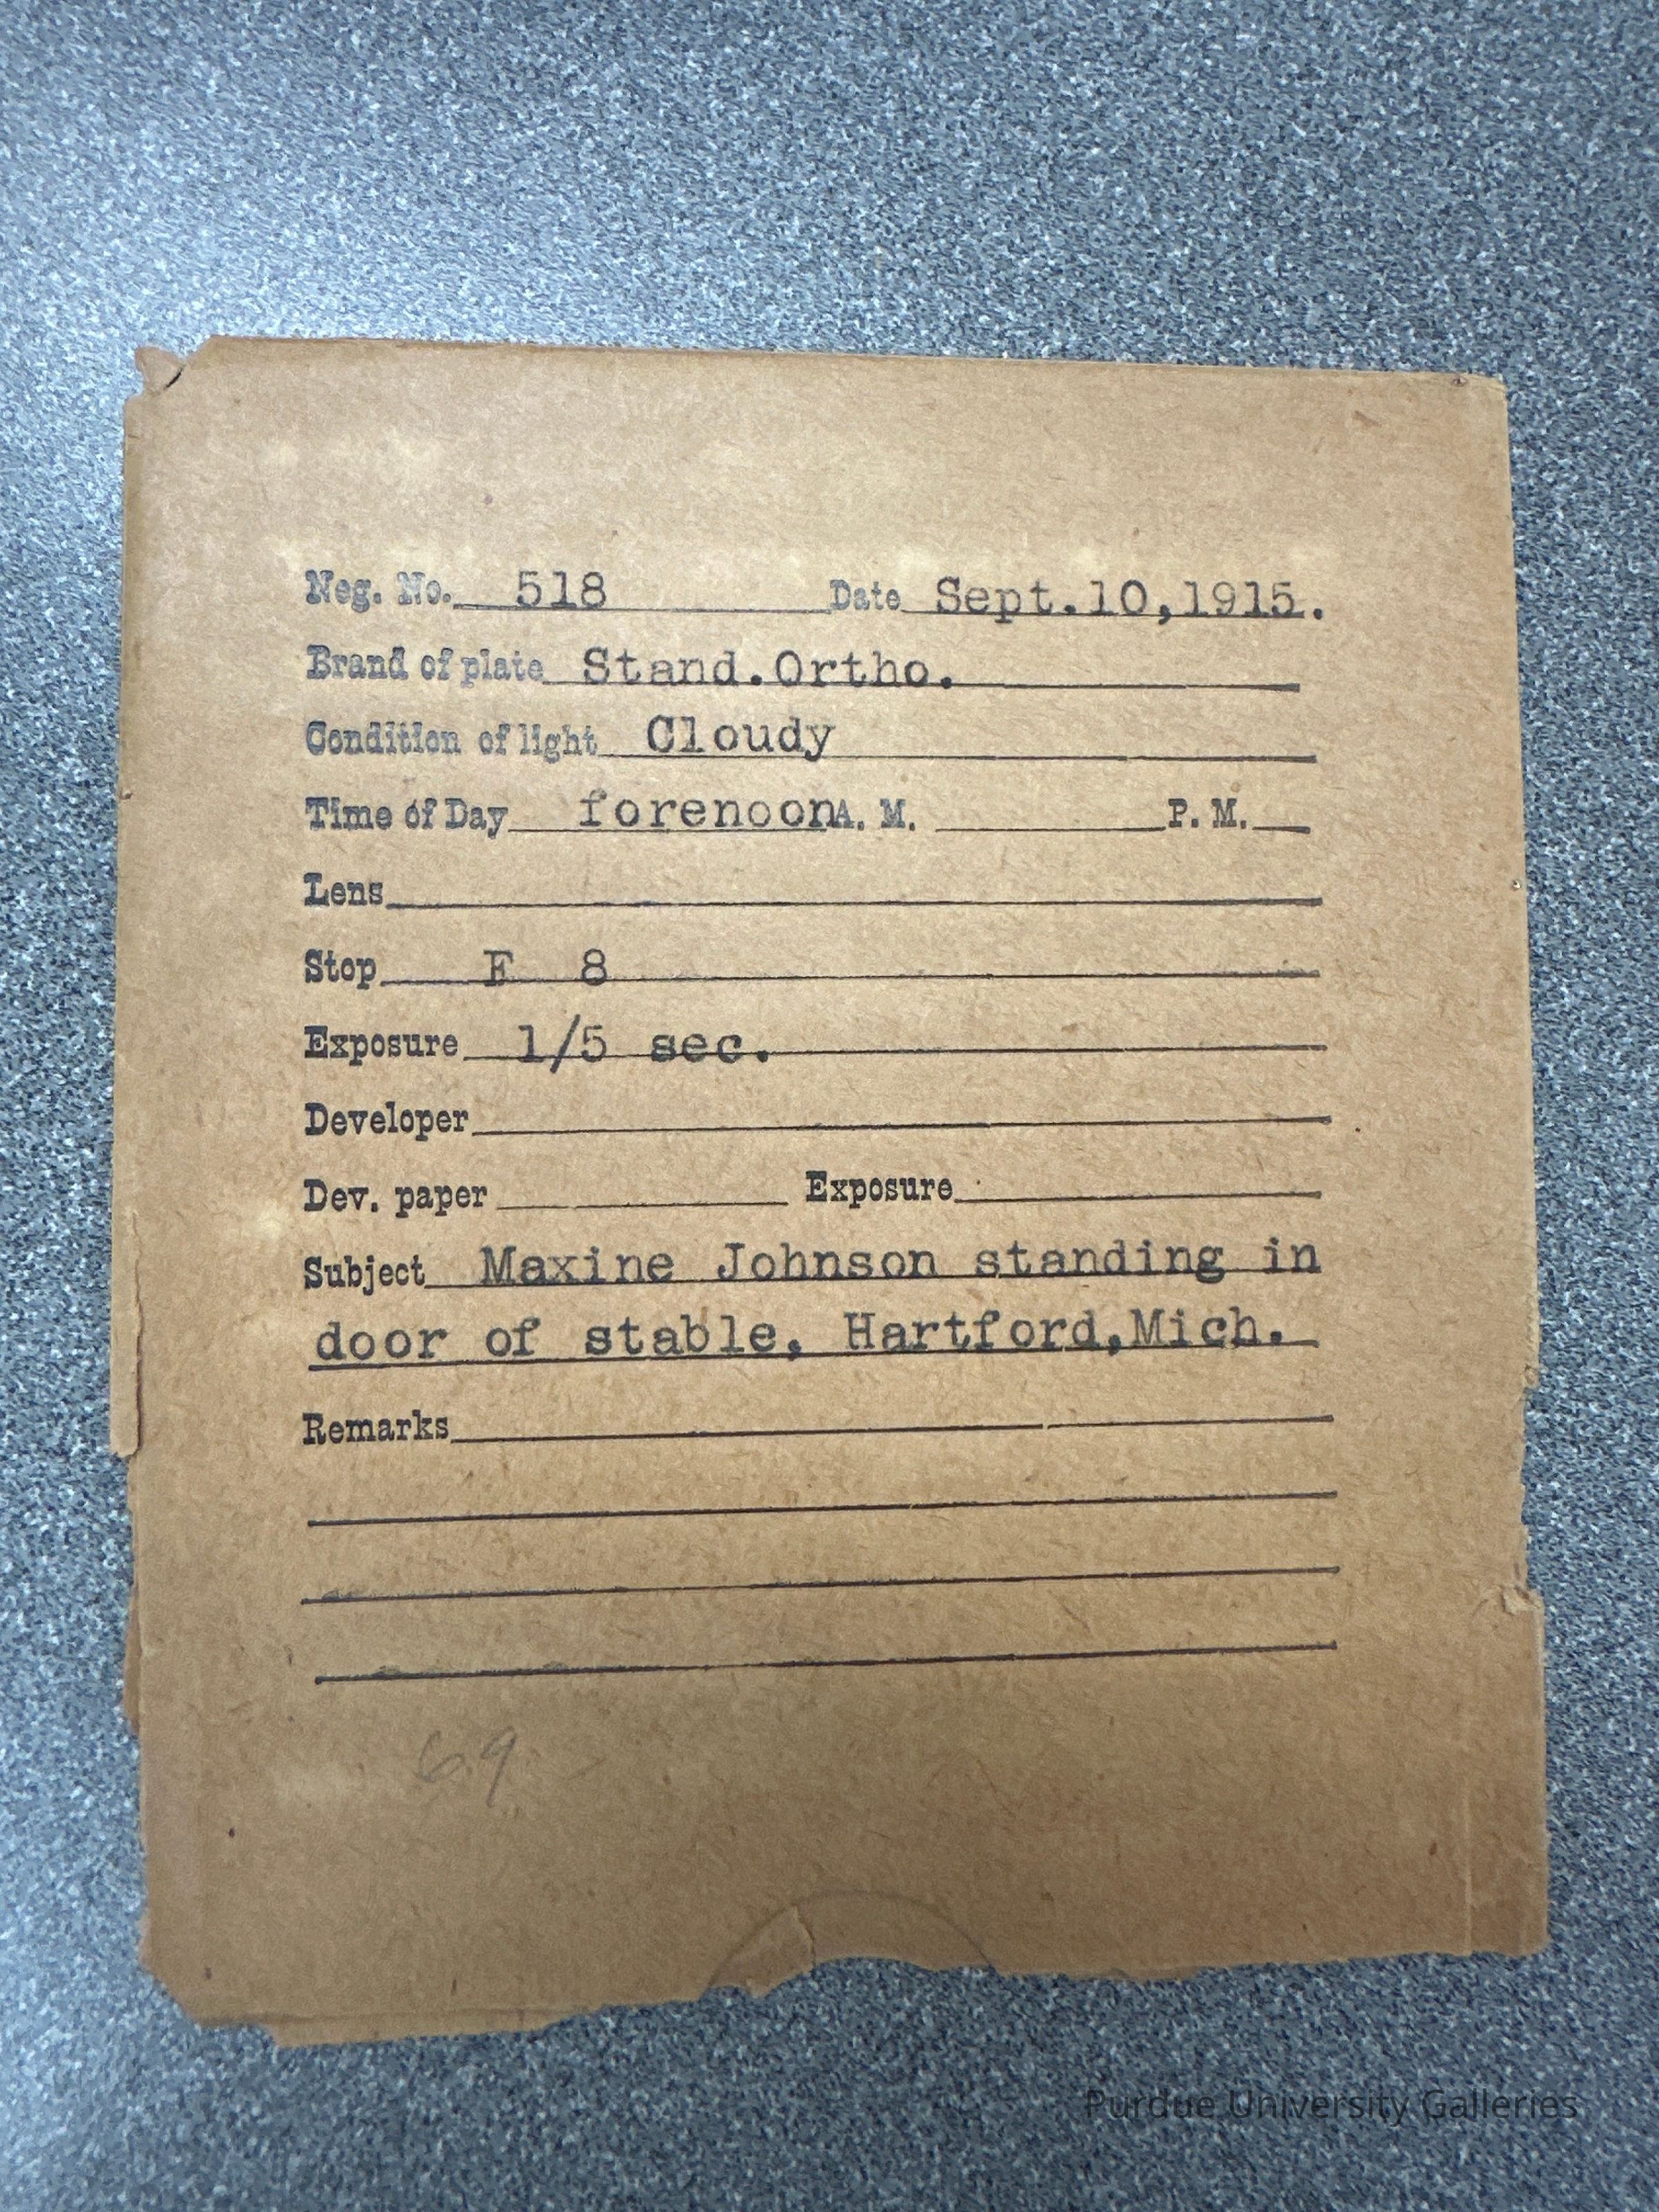 Neg. No. 518 Date Sept.10,1915.
Brand of plate Stand.Ortho.
Condition of light Cloudy
Time of Day forenoon A. M. P. M.
Lens
Stop F 8
Exposure 1/5 sec.
Developer
Dev. paper Exposure
Subject Maxine Johnson standing in
door of stable, Hartford,Mich.
Remarks
69
Purdue University Galleries